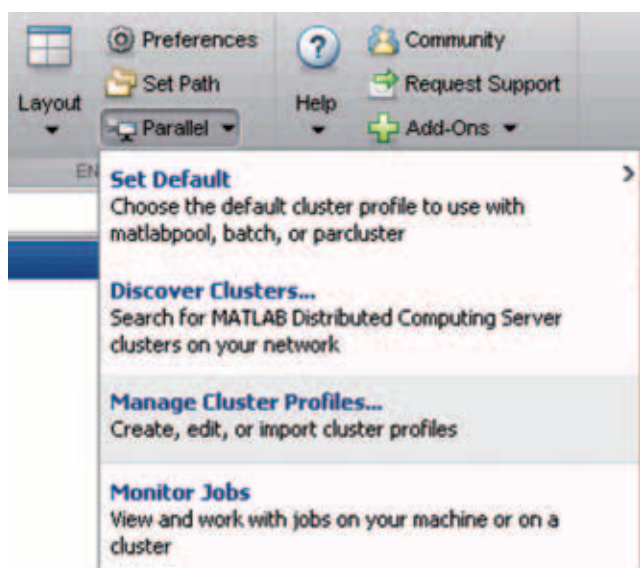 Preferences
Community
Set Path
Request Support
Layout
Help
Parallel
Add-Ons
EN
Set Default
Choose the default cluster profile to use with
matlabpool, batch, or parcluster
Discover Clusters...
Search for MATLAB Distributed Computing Server
clusters on your network
Manage Cluster Profiles...
Create, edit, or import cluster profiles
Monitor Jobs
View and work with jobs on your machine or on a
cluster